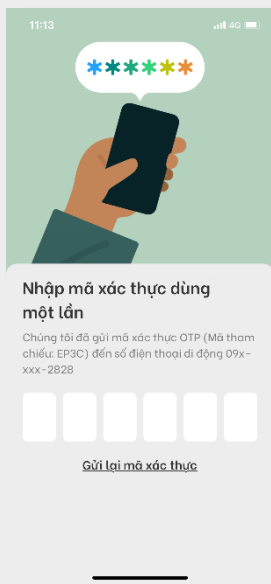 11:13
4G
******
Nhập mã xác thực dùng
một lần
Chúng tôi đã gửi mã xác thực OTP (Mã tham
chiếu: EP3C) đến số điện thoại di động 09x-
xxx-2828
Gửi lại mã xác thực